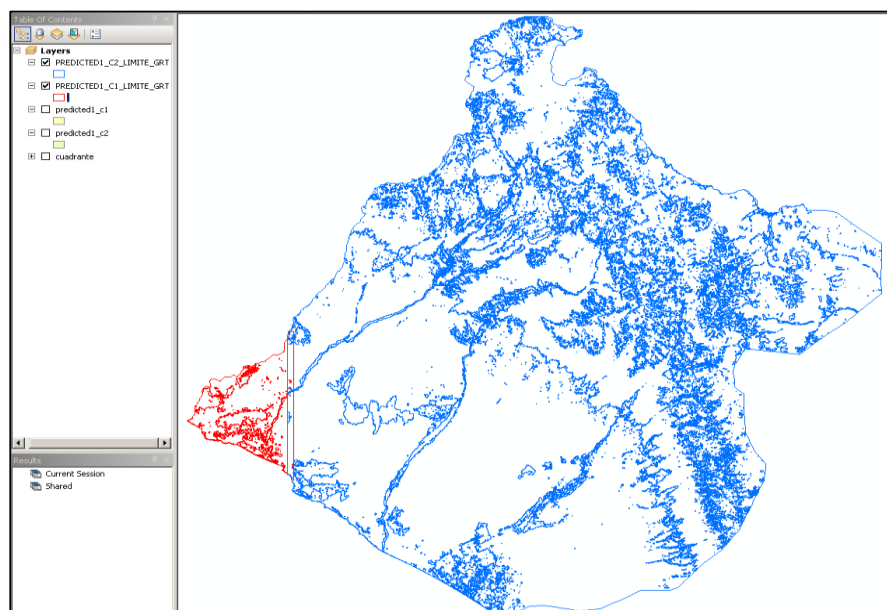 Table Of Contents
Layers
PREDICTED1_C2_LIMITE_GRT
PREDICTED1_C1_LIMITE_GRT
predicted1_c1
predicted1_c2
cuadrante
Results
Current Session
Shared